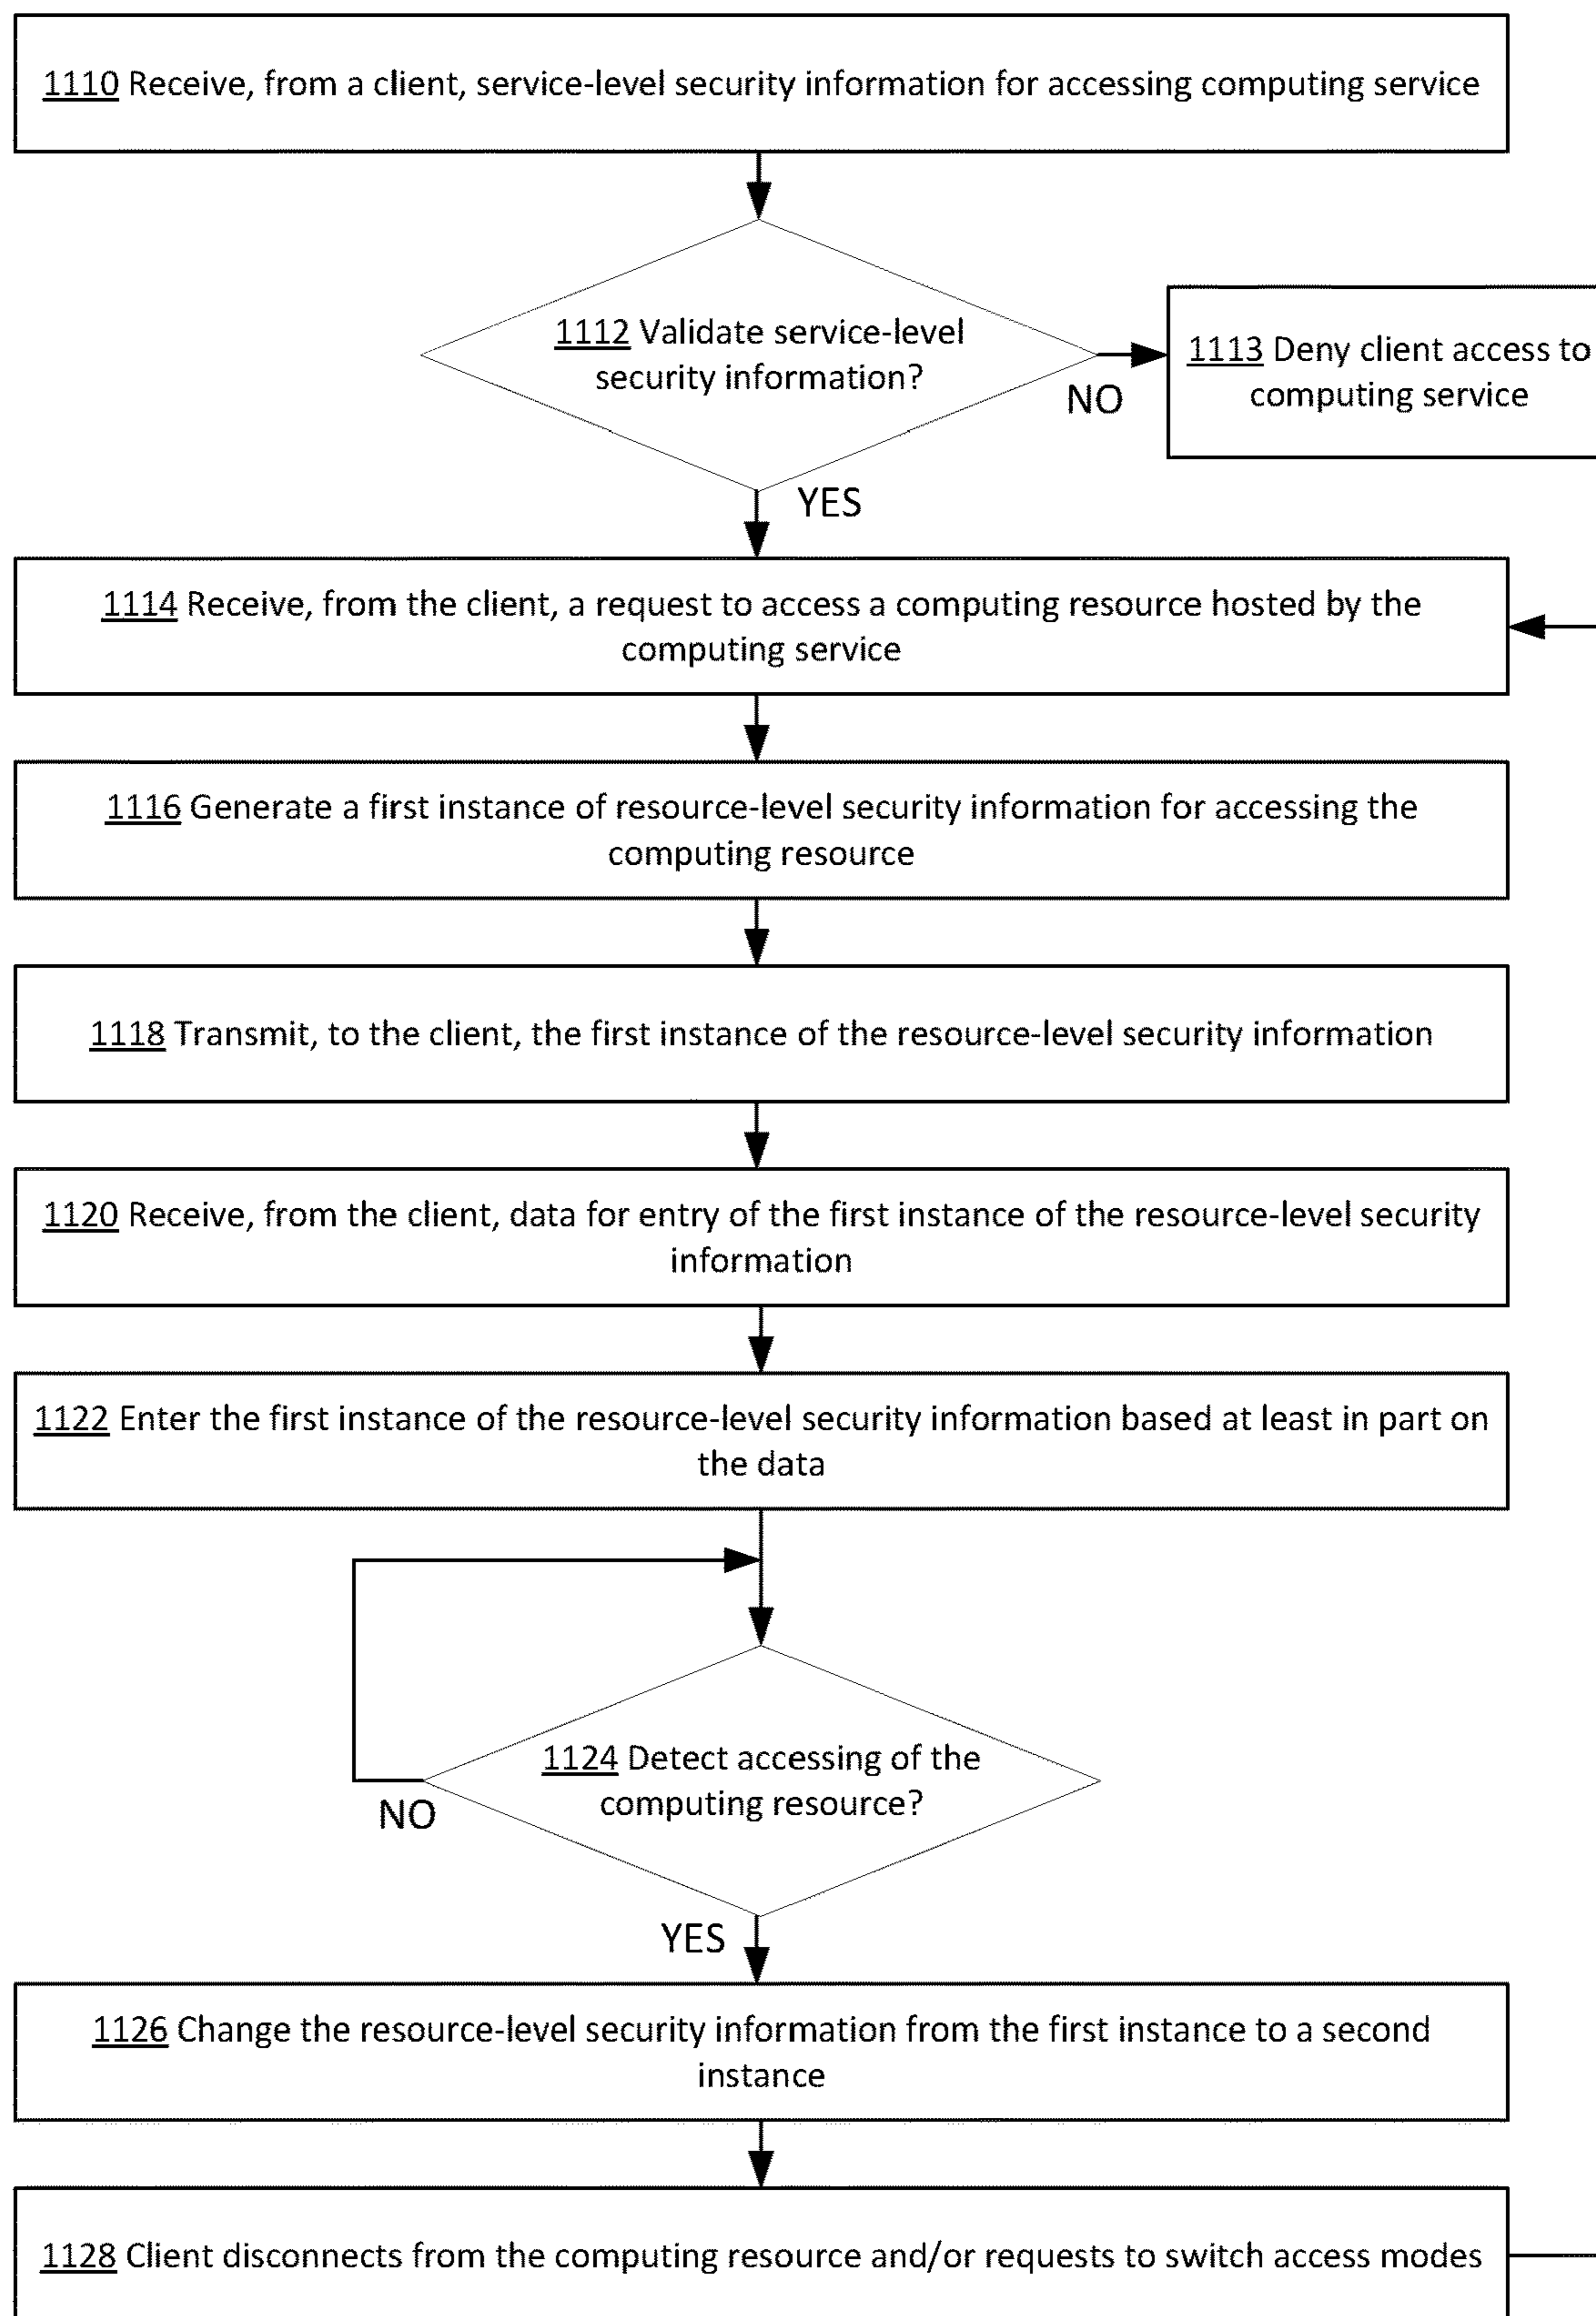 1110 Receive, from a client, service-level security information for accessing computing service
1112 Validate service-level
security information?
NO
1113 Deny client access to
computing service
YES
1114 Receive, from the client, a request to access a computing resource hosted by the
computing service
1116 Generate a first instance of resource-level security information for accessing the
computing resource
1118 Transmit, to the client, the first instance of the resource-level security information
1120 Receive, from the client, data for entry of the first instance of the resource-level security
information
1122 Enter the first instance of the resource-level security information based at least in part on
the data
1124 Detect accessing of the
computing resource?
NO
YES
1126 Change the resource-level security information from the first instance to a second
instance
1128 Client disconnects from the computing resource and/or requests to switch access modes